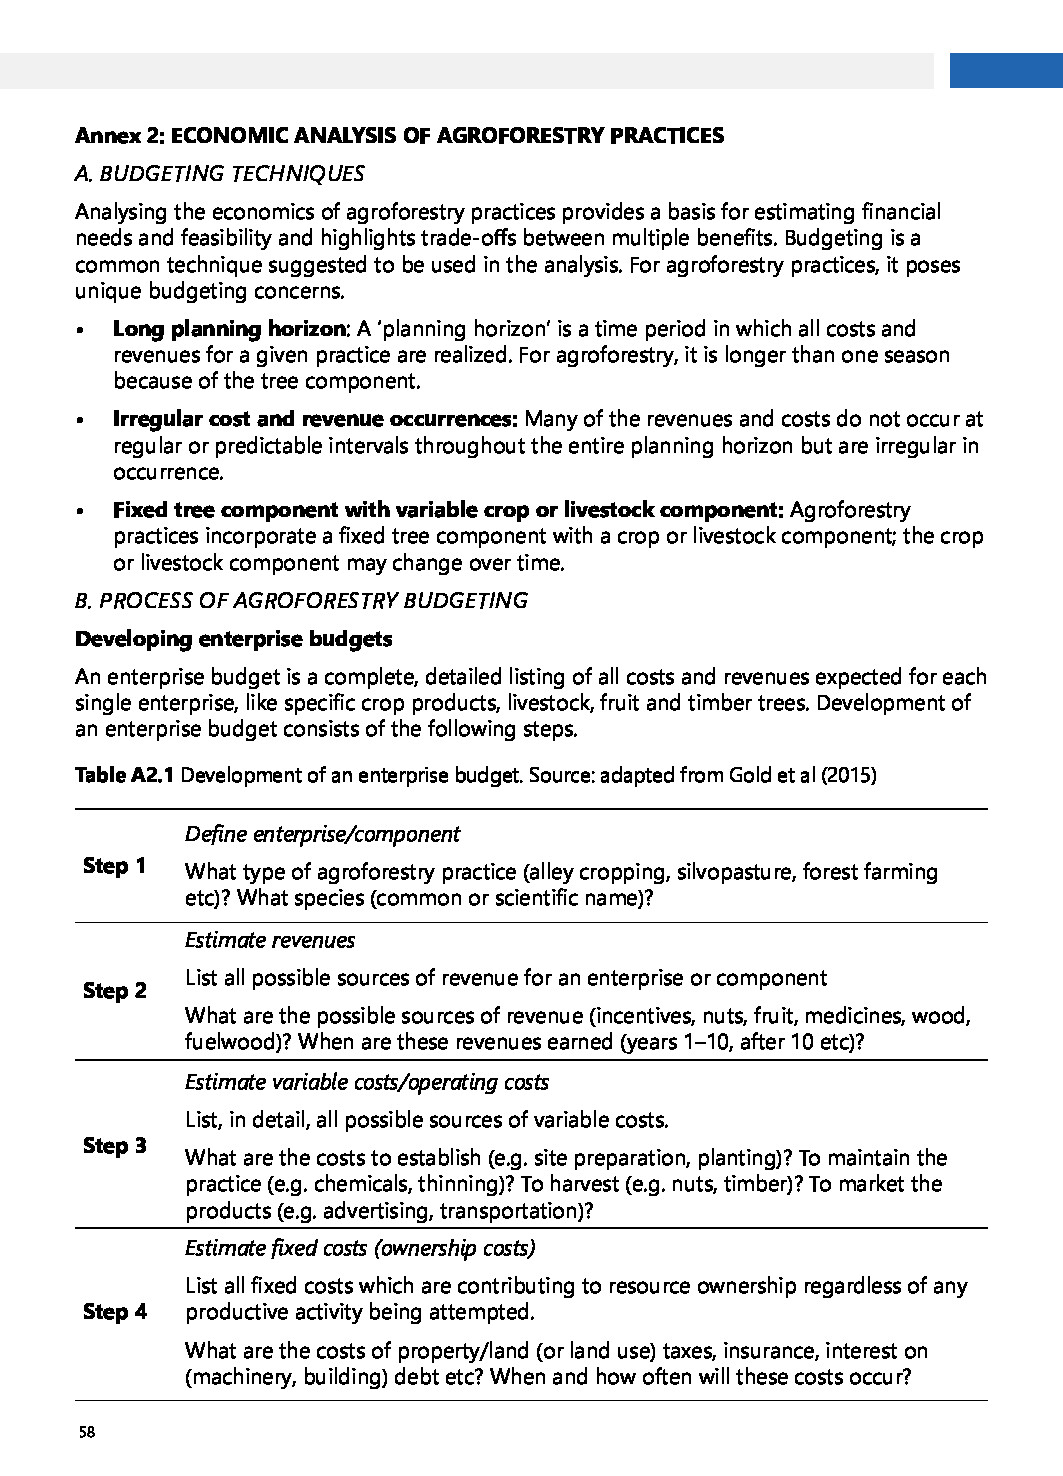 Annex 2: ECONOMIC ANALYSIS OF AGROFORESTRY PRACTICES
A. BUDGETING TECHNIQUES
Analysing the economics of agroforestry practices provides a basis for estimating financial
needs and feasibility and highlights trade-offs between multiple benefits. Budgeting is a
common technique suggested to be used in the analysis. For agroforestry practices, it poses
unique budgeting concerns.
• Long planning horizon: A ‘planning horizon’ is a time period in which all costs and
revenues for a given practice are realized. For agroforestry, it is longer than one season
because of the tree component.
• Irregular cost and revenue occurrences: Many of the revenues and costs do not occur at
regular or predictable intervals throughout the entire planning horizon but are irregular in
occurrence.
• Fixed tree component with variable crop or livestock component: Agroforestry
practices incorporate a fixed tree component with a crop or livestock component; the crop
or livestock component may change over time.
B. PROCESS OF AGROFORESTRY BUDGETING
Developing enterprise budgets
An enterprise budget is a complete, detailed listing of all costs and revenues expected for each
single enterprise, like specific crop products, livestock, fruit and timber trees. Development of
an enterprise budget consists of the following steps.
Table A2.1 Development of an enterprise budget. Source: adapted from Gold et al (2015)
Step 1
Define enterprise/component
What type of agroforestry practice (alley cropping, silvopasture, forest farming
etc)? What species (common or scientific name)?
Step 2
Estimate revenues
List all possible sources of revenue for an enterprise or component
What are the possible sources of revenue (incentives, nuts, fruit, medicines, wood,
fuelwood)? When are these revenues earned (years 1–10, after 10 etc)?
Step 3
Estimate variable costs/operating costs
List, in detail, all possible sources of variable costs.
What are the costs to establish (e.g. site preparation, planting)? To maintain the
practice (e.g. chemicals, thinning)? To harvest (e.g. nuts, timber)? To market the
products (e.g. advertising, transportation)?
Step 4
Estimate fixed costs (ownership costs)
List all fixed costs which are contributing to resource ownership regardless of any
productive activity being attempted.
What are the costs of property/land (or land use) taxes, insurance, interest on
(machinery, building) debt etc? When and how often will these costs occur?
58